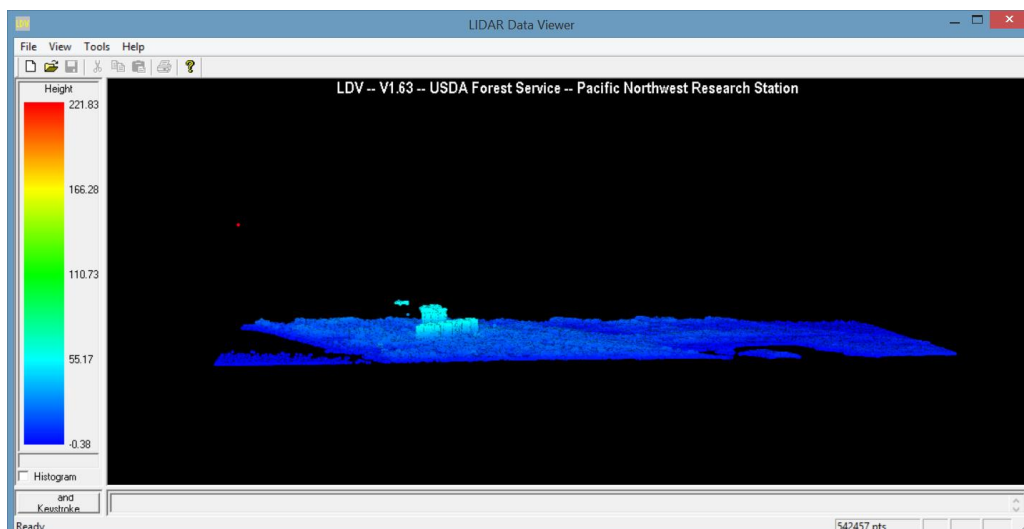 LDV
LIDAR Data Viewer
File View Tools Help
Height
LDV -- V1.63 -- USDA Forest Service -- Pacific Northwest Research Station
221.83
166.28
110.73
55.17
-0.38
Histogram
and
Keystroke
Ready
542457 pts